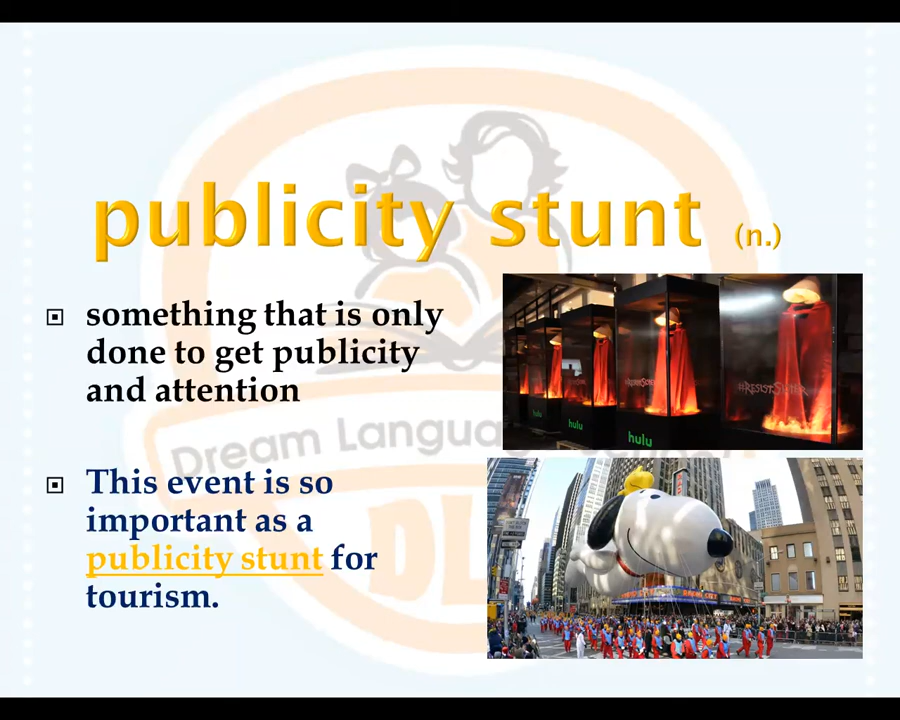 publicity stunt (n.)
something that is only
done to get publicity
and attention
This event is so
important as a
publicity stunt for
tourism.
hulu
hulu
hulu
#RESISTSISTER
Dream Langua
DL